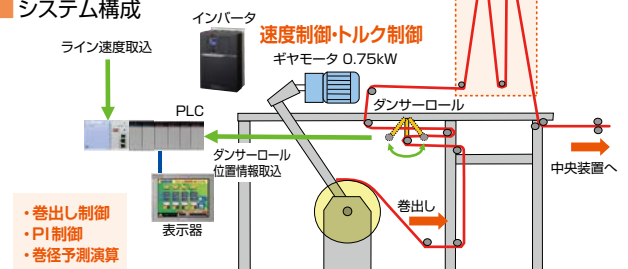 システム構成
インバータ
速度制御・トルク制御
ライン速度取込
ギヤモータ 0.75kW
PLC
ダンサーロール
ダンサーロール
位置情報取込
中央装置へ
巻出し
表示器
・巻出し制御
・PI制御
・巻径予測演算